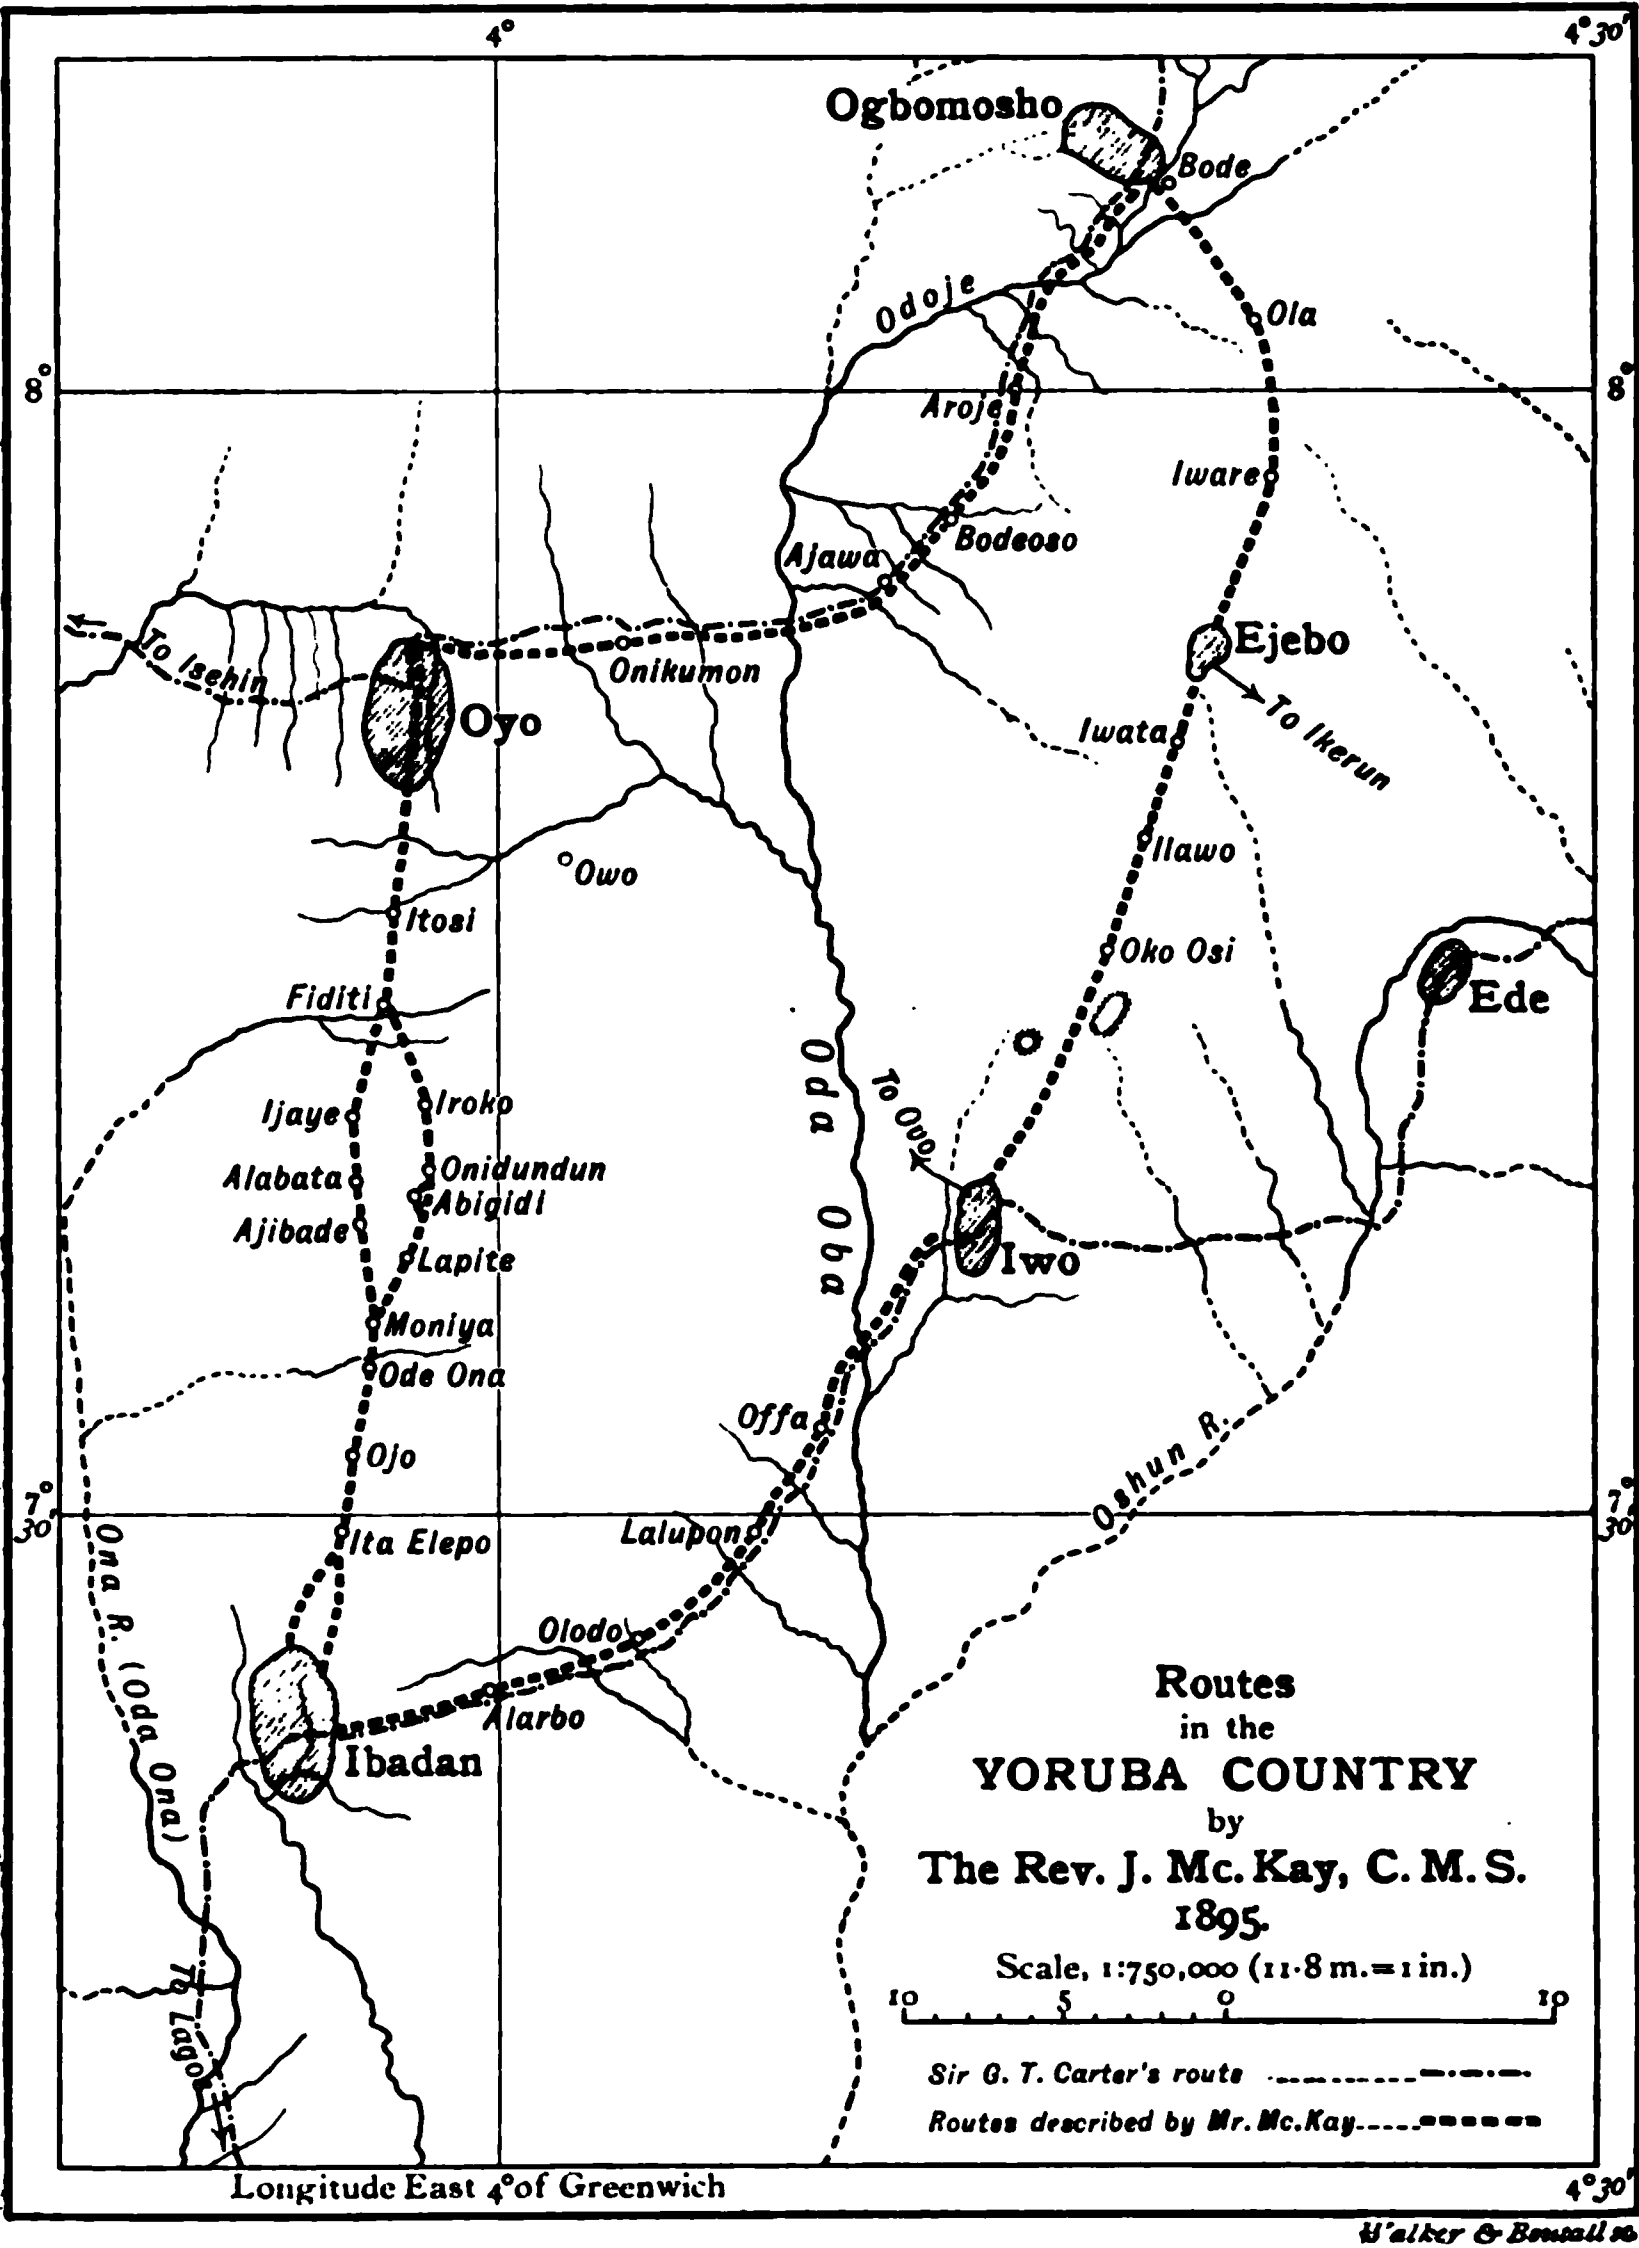 4°
4°30'
Ogbomosho
Bode
Odoje
Ola
8°
8°
Aroje
Iware
Bodeoso
Ajawa
To Isehin
Onikumon
Ejebo
Oyo
To Ikerun
Iwata
Owo
Ilawo
Itosi
Oko Osi
Fiditi
Ede
Oda Oba
To Ovo
Ijaye
Iroko
Alabata
Onidundun
Abigidi
Ajibade
Lapite
Iwo
Moniya
Ode Ona
Offa
Ojo
Oshun R.
7°30'
7°30'
Lalupon
Ita Elepo
Ona R. (Oda Ona)
Olodo
Alarbo
Ibadan
To Lagos
Routes
in the
YORUBA COUNTRY
by
The Rev. J. Mc. Kay, C. M. S.
1895.
Scale, 1:750,000 (11·8 m.=1 in.)
10 5 0 10
Sir G. T. Carter's route
Routes described by Mr. Mc.Kay
Longitude East 4° of Greenwich
4°30'
Walker & Boutall sc